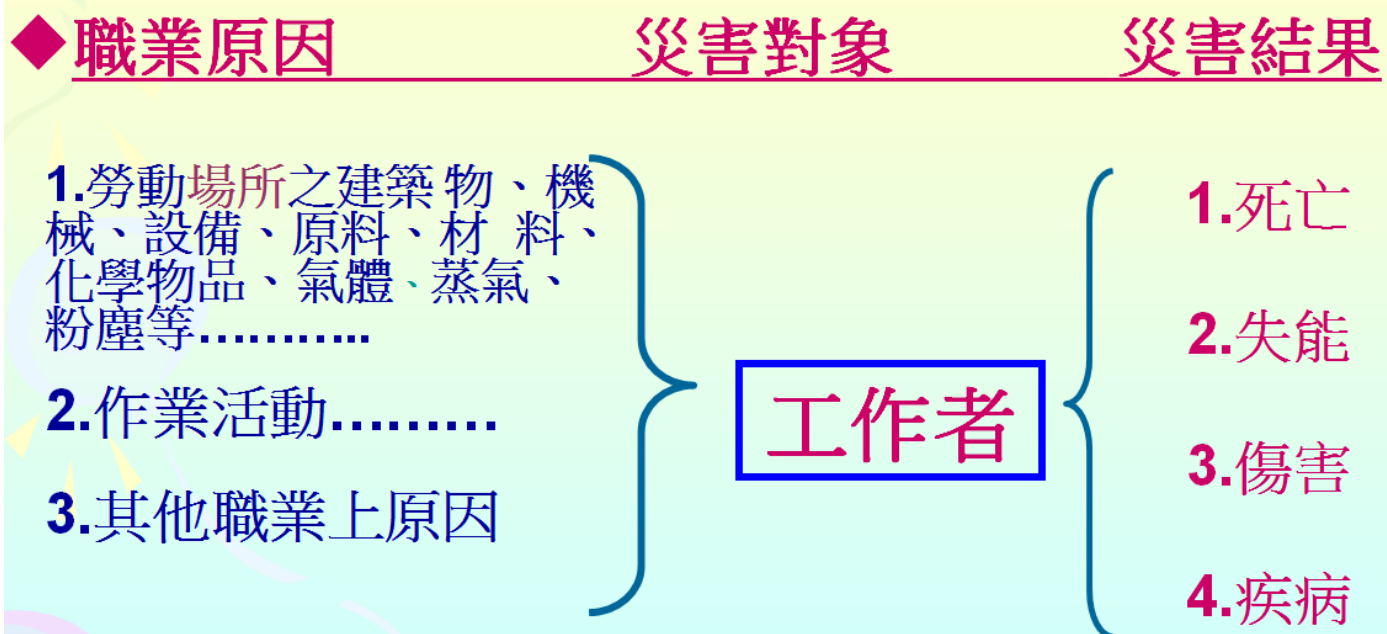 ◆職業原因 災害對象 災害結果
1.勞動場所之建築 物、機
械、設備、原料、材 料、
化學物品、氣體、蒸氣、
粉塵等………...
2.作業活動………
3.其他職業上原因
工作者
1.死亡
2.失能
3.傷害
4.疾病